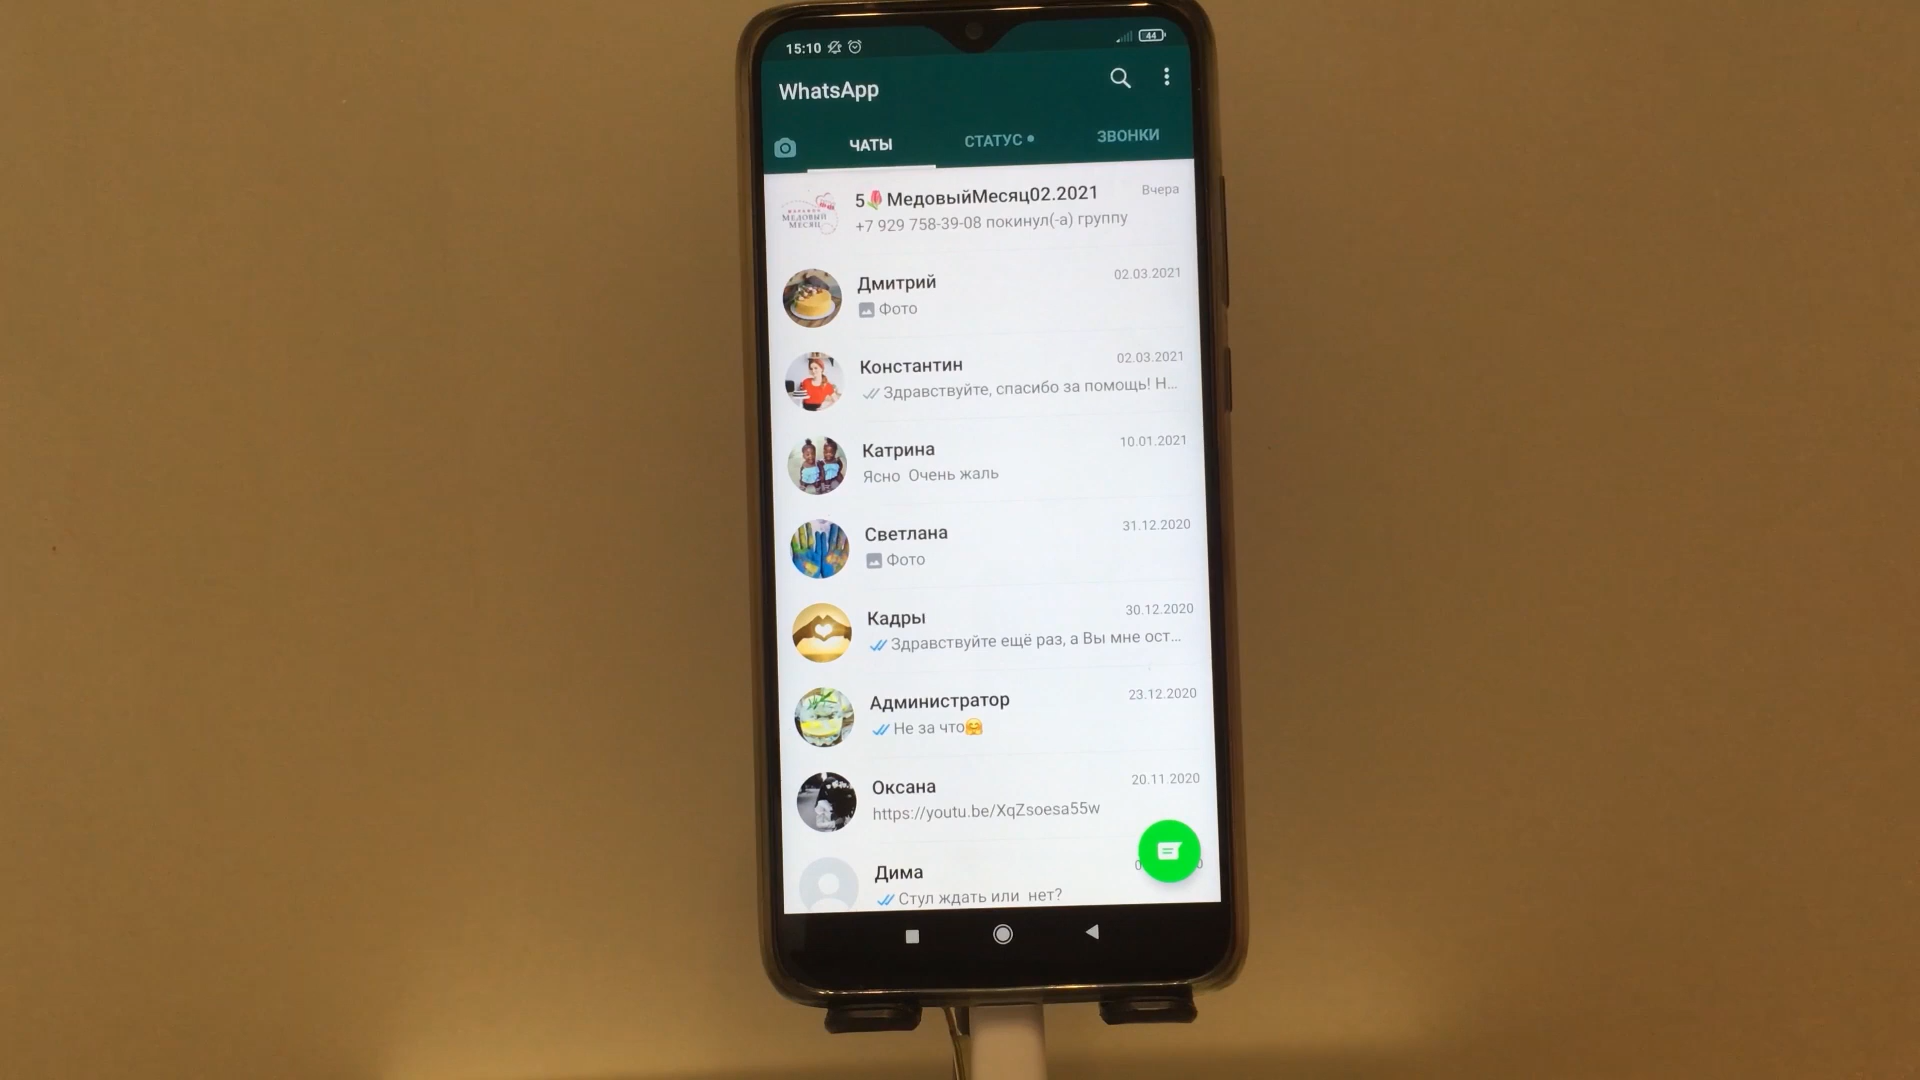 15:10
44
WhatsApp
ЧАТЫ
СТАТУС
ЗВОНКИ
5🌷МедовыйМесяц02.2021
Вчера
МЕДОВЫЙ
МЕСЯЦ
+7 929 758-39-08 покинул(-а) группу
Дмитрий
02.03.2021
Фото
Константин
02.03.2021
Здравствуйте, спасибо за помощь! Н...
Катрина
10.01.2021
Ясно Очень жаль
Светлана
31.12.2020
Фото
Кадры
30.12.2020
Здравствуйте ещё раз, а Вы мне ост...
Администратор
23.12.2020
Не за что🤗
Оксана
20.11.2020
https://youtu.be/XqZsoesa55w
Дима
Стул ждать или нет?